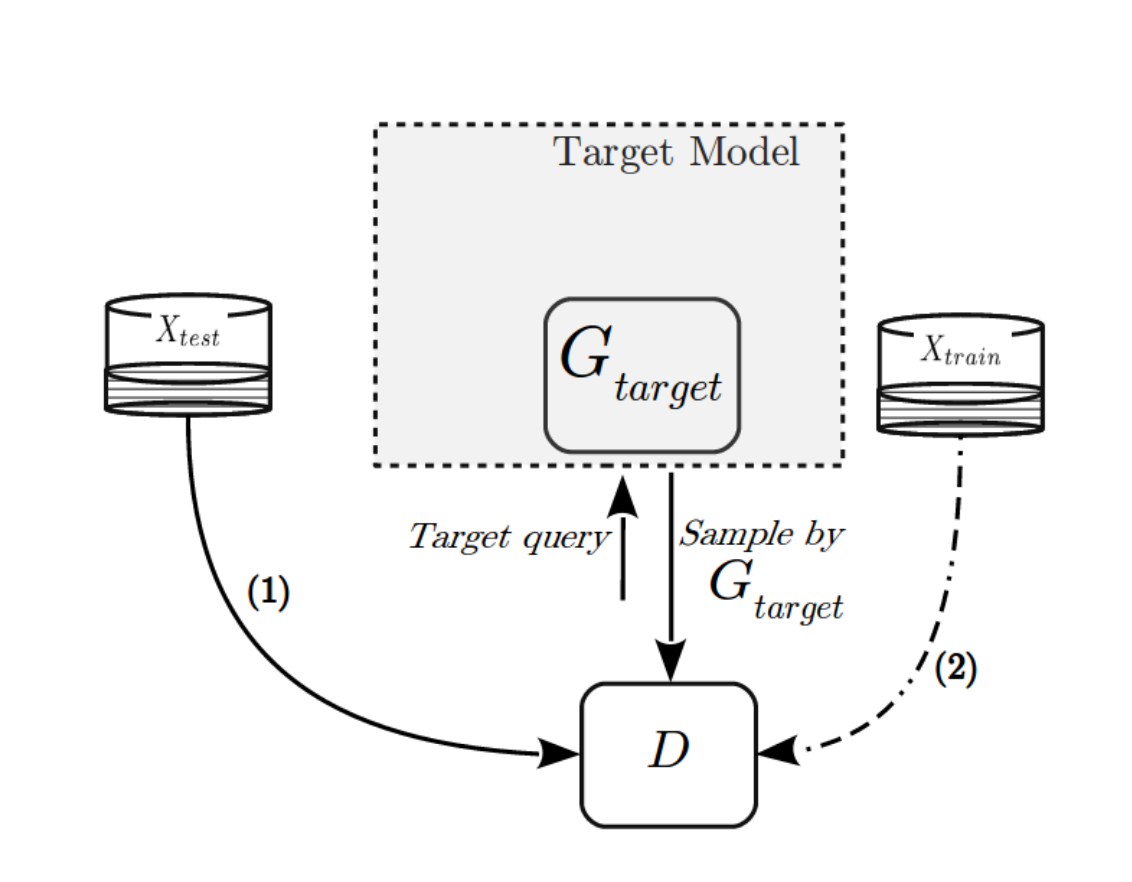 Target Model
X_test
G_target
X_train
Target query
Sample by
G_target
(1)
(2)
D